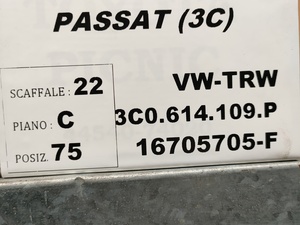 PASSAT (3C)
SCAFFALE : 22
PIANO : C
POSIZ. 75
VW-TRW
3C0.614.109.P
16705705-F